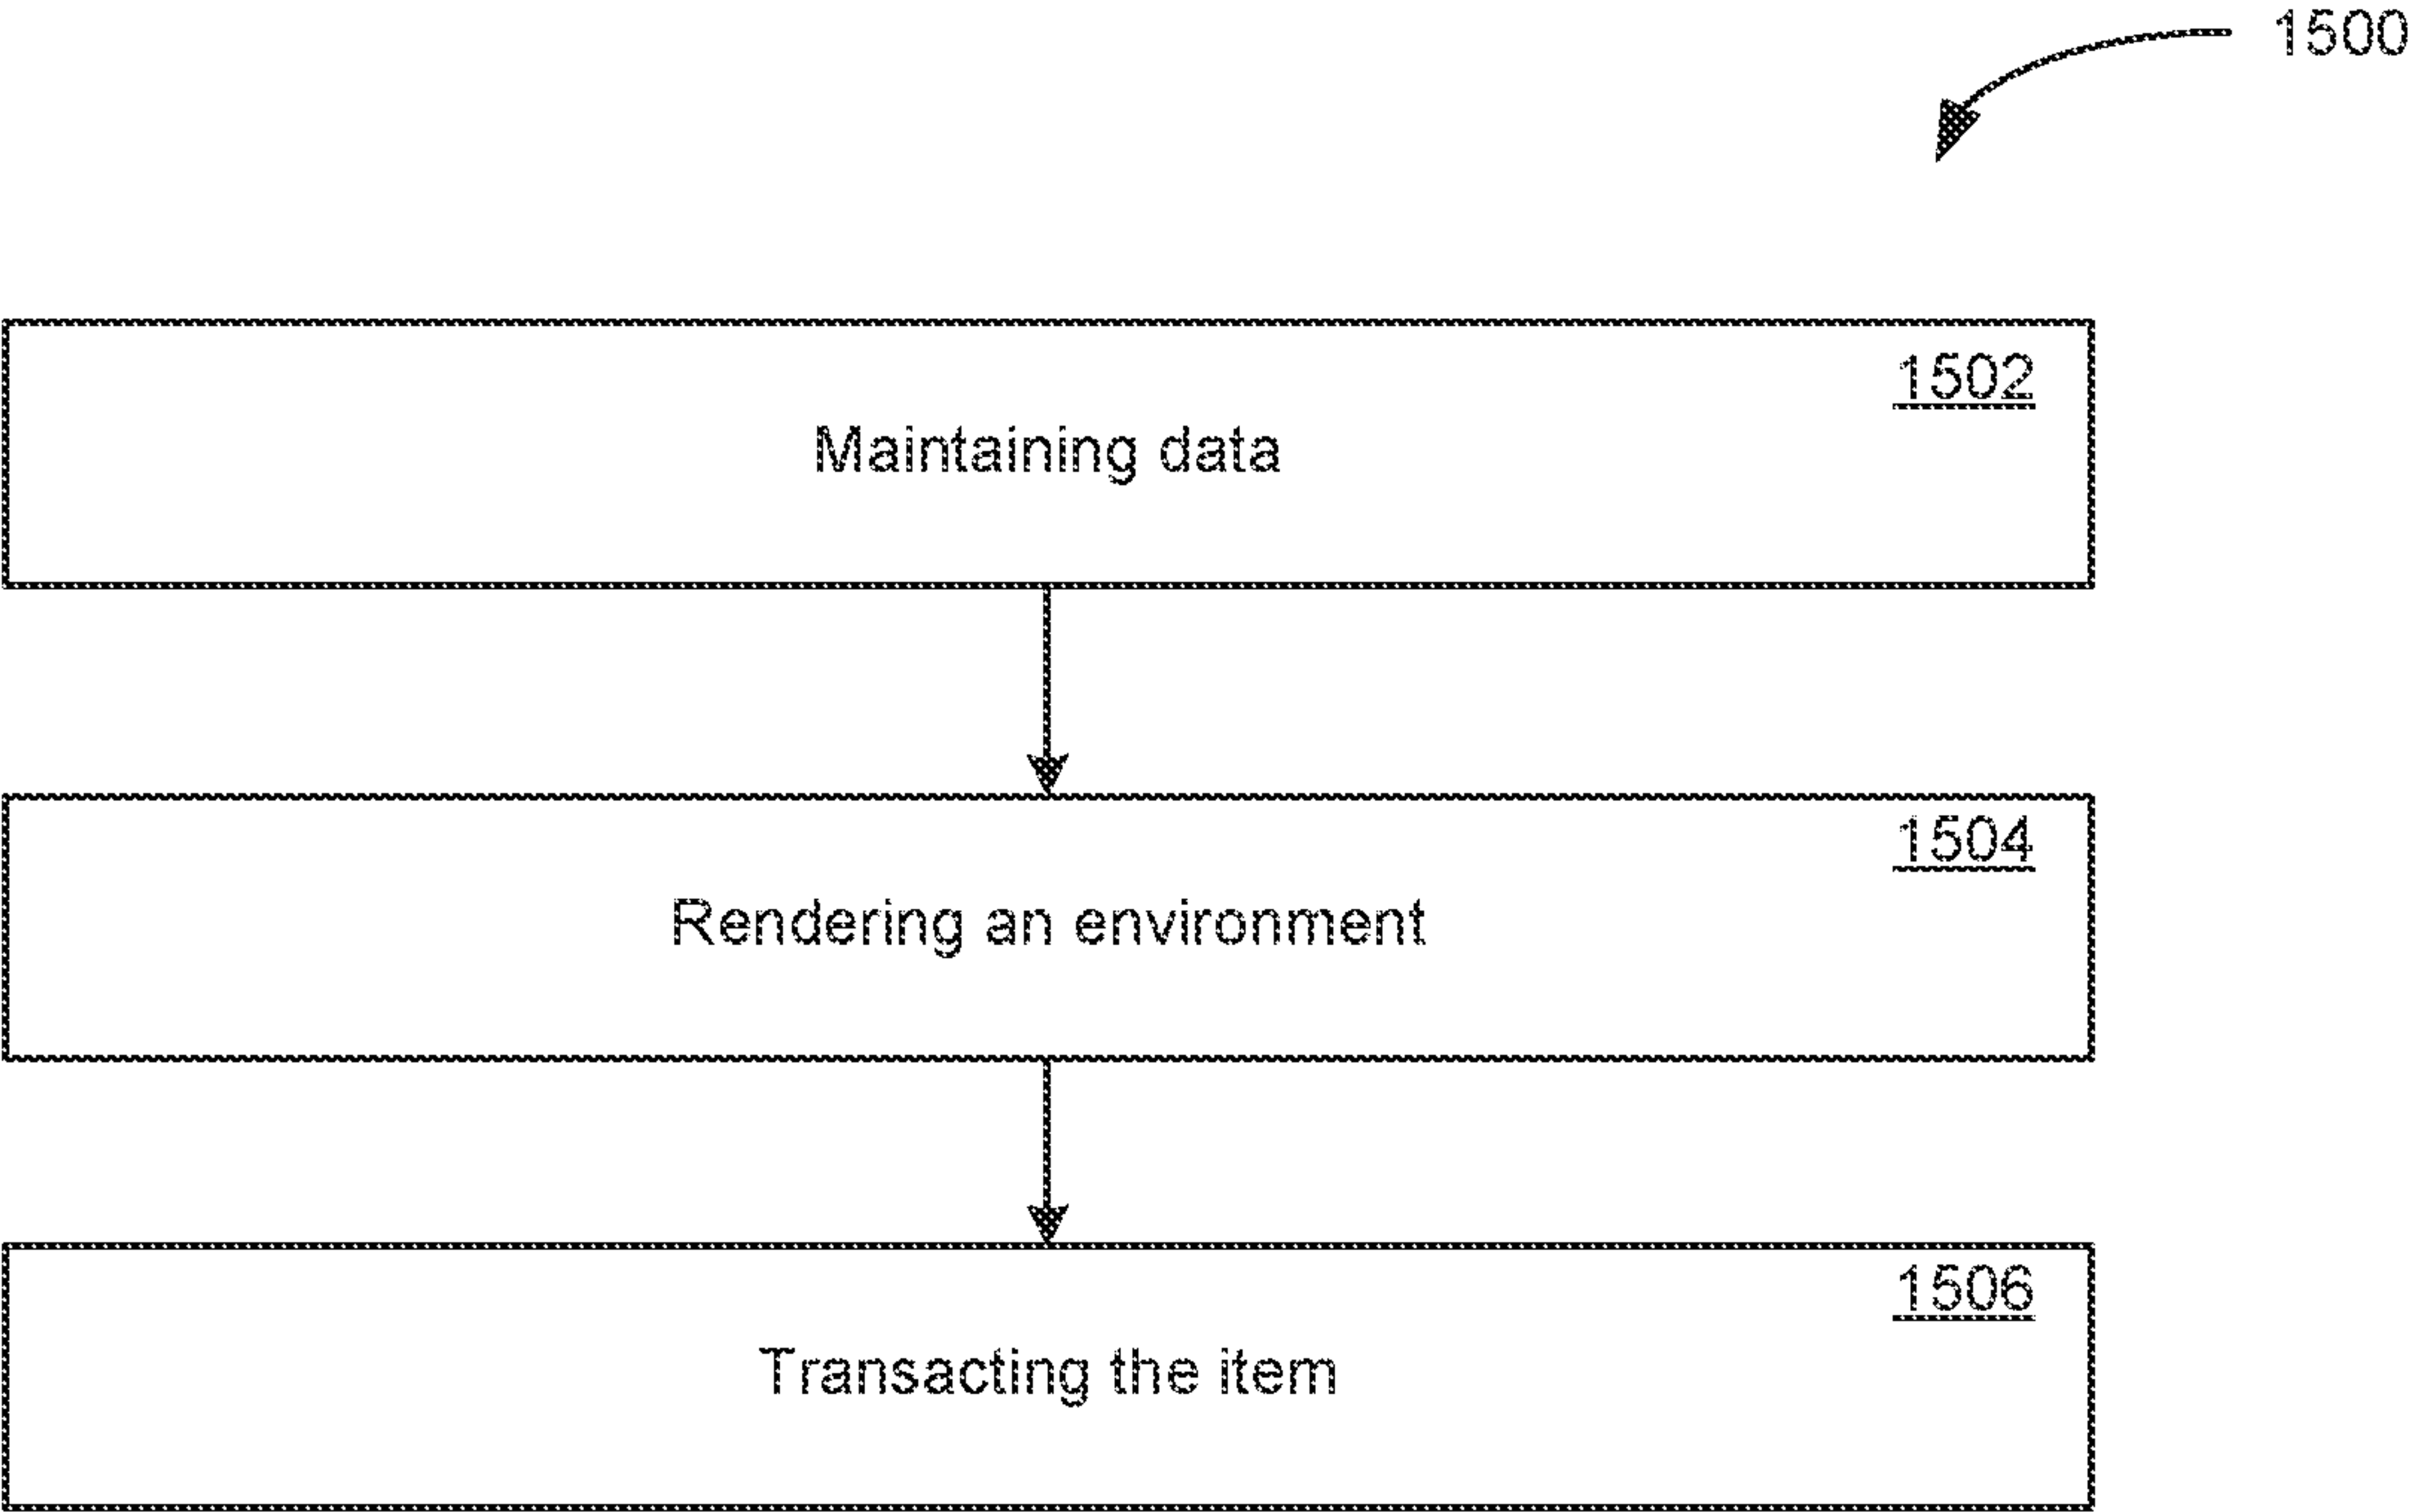 1500
1502
Maintaining data
1504
Rendering an environment
1506
Transacting the item